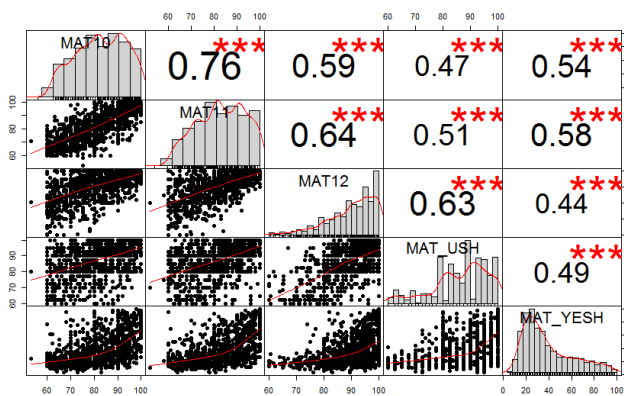 60 70 80 90 100 60 70 80 90 100
MAT10 0.76 *** 0.59 *** 0.47 *** 0.54 ***
100
80
60
MAT11 0.64 *** 0.51 *** 0.58 ***
MAT12 0.63 *** 0.44 ***
90
80
70
60
MAT_USH 0.49 ***
MAT_YESH
60 70 80 90 100 60 70 80 90 100 0 20 40 60 80 100